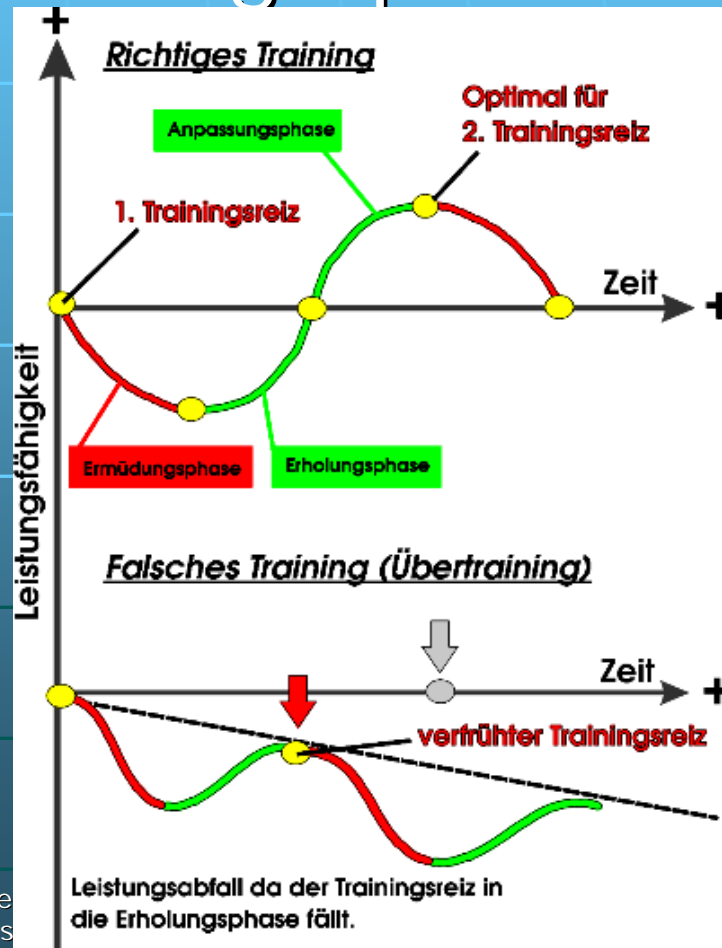 +
Richtiges Training
Optimal für
2. Trainingsreiz
Anpassungsphase
1. Trainingsreiz
Zeit
+
Leistungsfähigkeit
Ermüdungsphase
Erholungsphase
Falsches Training (Übertraining)
Zeit
+
verfrühter Trainingsreiz
Leistungsabfall da der Trainingsreiz in
die Erholungsphase fällt.